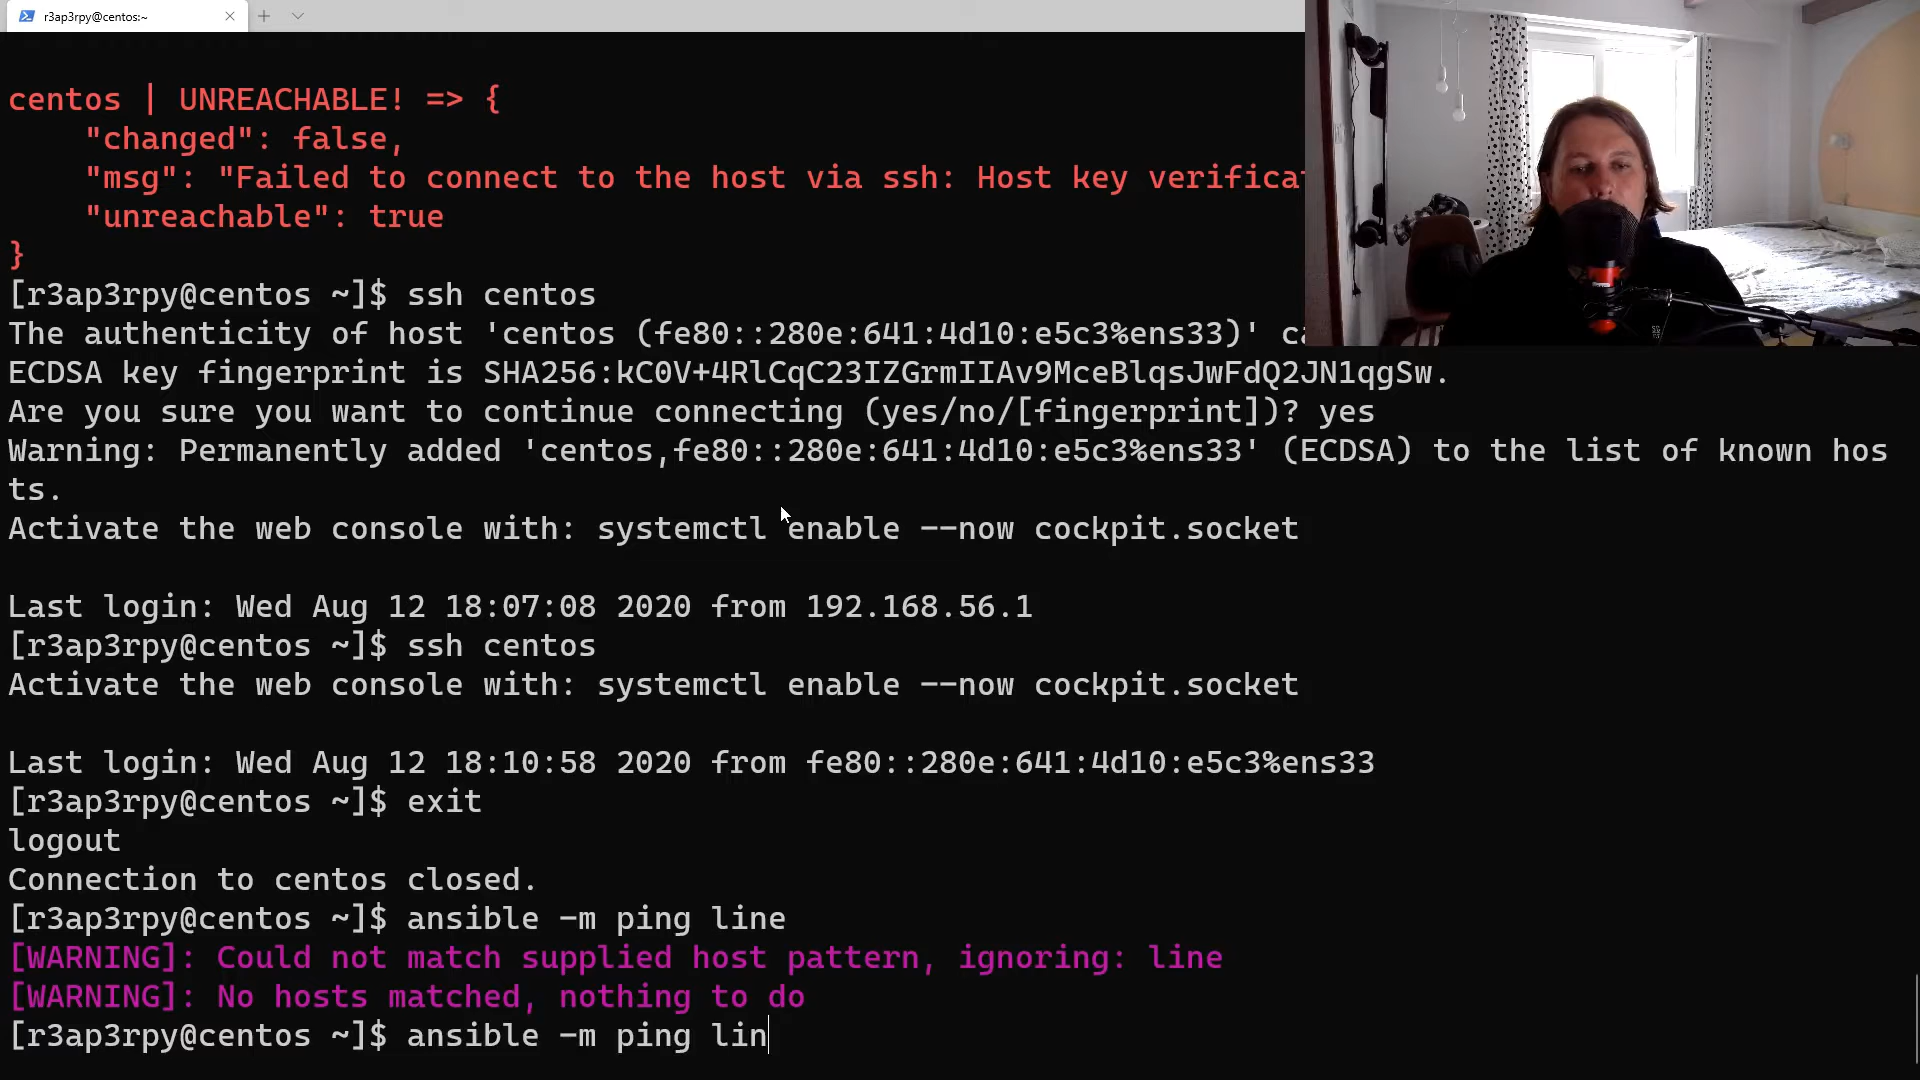 r3ap3rpy@centos:~
centos | UNREACHABLE! => {
"changed": false,
"msg": "Failed to connect to the host via ssh: Host key
"unreachable": true
}
[r3ap3rpy@centos ~]$ ssh centos
The authenticity of host 'centos (fe80::280e:641:4d10:e5c3%ens33)'
ECDSA key fingerprint is SHA256:kC0V+4RlCqC23IZGrmIIAv9MceBlqsJwFdQ2JN1qgSw.
Are you sure you want to continue connecting (yes/no/[fingerprint])? yes
Warning: Permanently added 'centos,fe80::280e:641:4d10:e5c3%ens33' (ECDSA) to the list of known hos
ts.
Activate the web console with: systemctl enable --now cockpit.socket
Last login: Wed Aug 12 18:07:08 2020 from 192.168.56.1
[r3ap3rpy@centos ~]$ ssh centos
Activate the web console with: systemctl enable --now cockpit.socket
Last login: Wed Aug 12 18:10:58 2020 from fe80::280e:641:4d10:e5c3%ens33
[r3ap3rpy@centos ~]$ exit
logout
Connection to centos closed.
[r3ap3rpy@centos ~]$ ansible -m ping line
[WARNING]: Could not match supplied host pattern, ignoring: line
[WARNING]: No hosts matched, nothing to do
[r3ap3rpy@centos ~]$ ansible -m ping lin